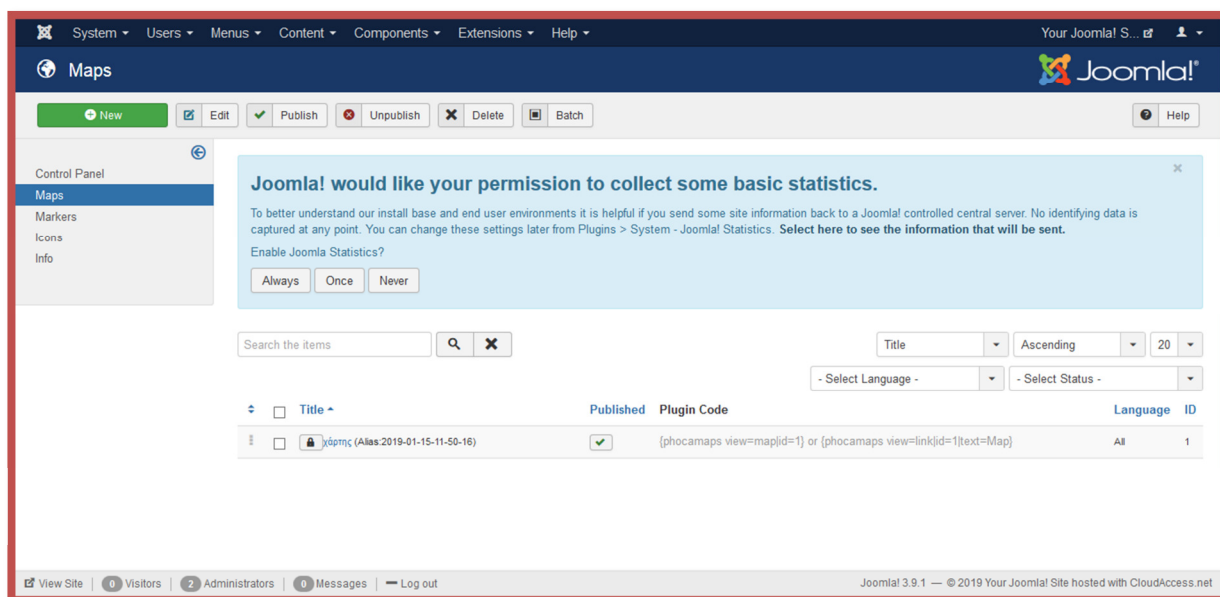 System Users Menus Content Components Extensions Help Your Joomla! S...
Maps Joomla!®
New Edit Publish Unpublish Delete Batch Help
Control Panel
Maps
Markers
Icons
Info
Joomla! would like your permission to collect some basic statistics.
To better understand our install base and end user environments it is helpful if you send some site information back to a Joomla! controlled central server. No identifying data is
captured at any point. You can change these settings later from Plugins > System - Joomla! Statistics. Select here to see the information that will be sent.
Enable Joomla Statistics?
Always Once Never
Search the items Title Ascending 20
- Select Language - - Select Status -
Title Published Plugin Code Language ID
χάρτης (Alias:2019-01-15-11-50-16) {phocamaps view=map|id=1} or {phocamaps view=link|id=1|text=Map} All 1
View Site 0 Visitors 2 Administrators 0 Messages Log out Joomla! 3.9.1 — © 2019 Your Joomla! Site hosted with CloudAccess.net